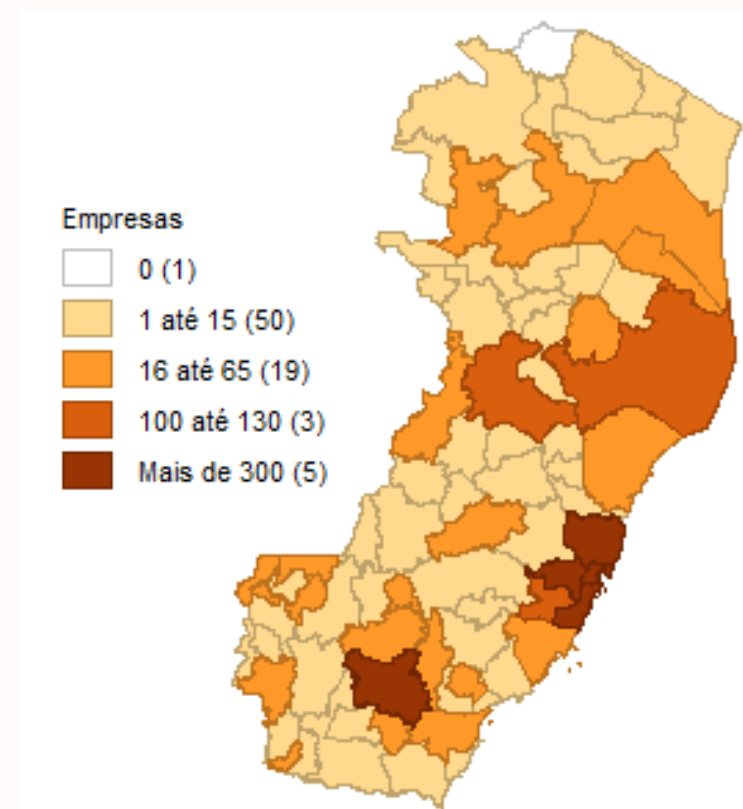 Empresas
0 (1)
1 até 15 (50)
16 até 65 (19)
100 até 130 (3)
Mais de 300 (5)